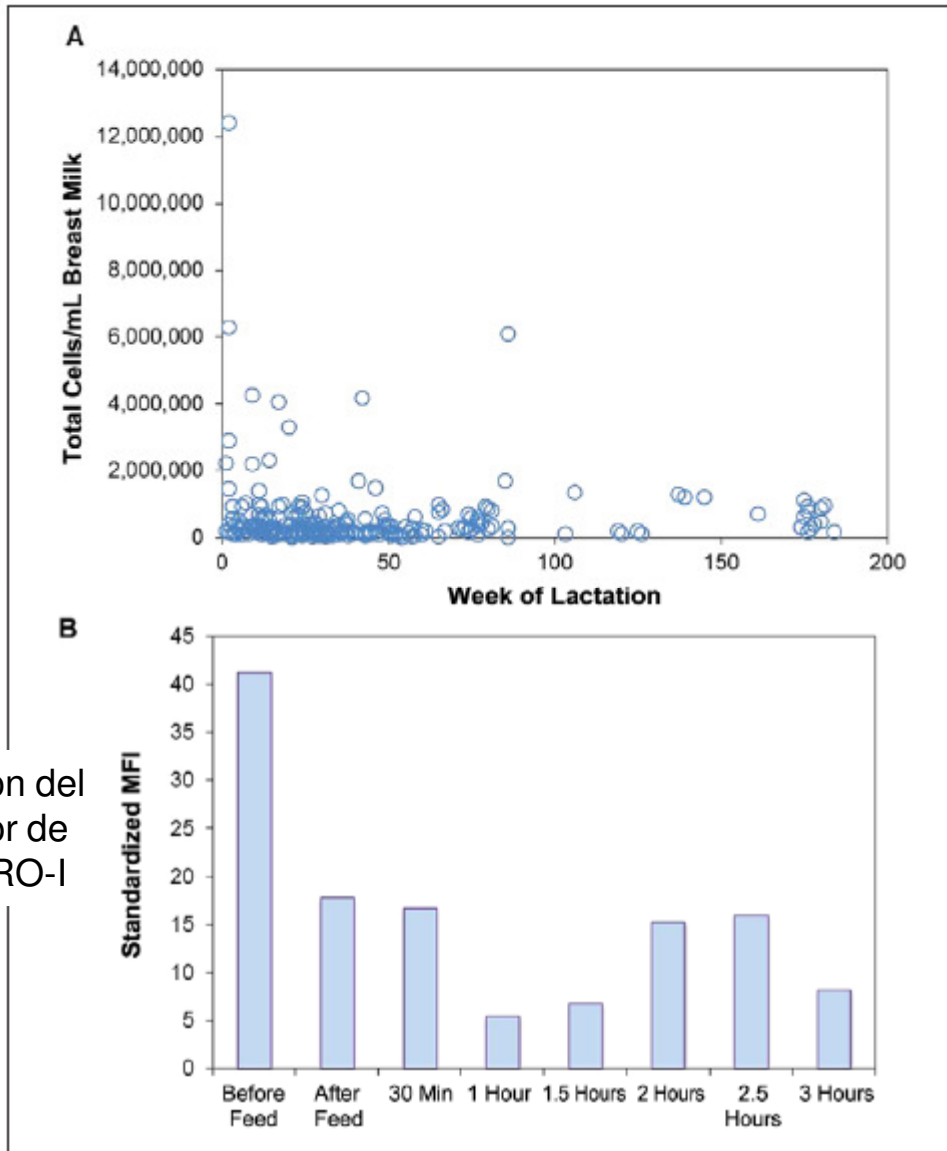 A
14,000,000
12,000,000
10,000,000
8,000,000
6,000,000
4,000,000
2,000,000
0
Total Cells/mL Breast Milk
0 50 100 150 200
Week of Lactation
B
45
40
35
30
25
20
15
10
5
0
Standardized MFI
del
de
RO-I
Before Feed After Feed 30 Min 1 Hour 1.5 Hours 2 Hours 2.5 Hours 3 Hours